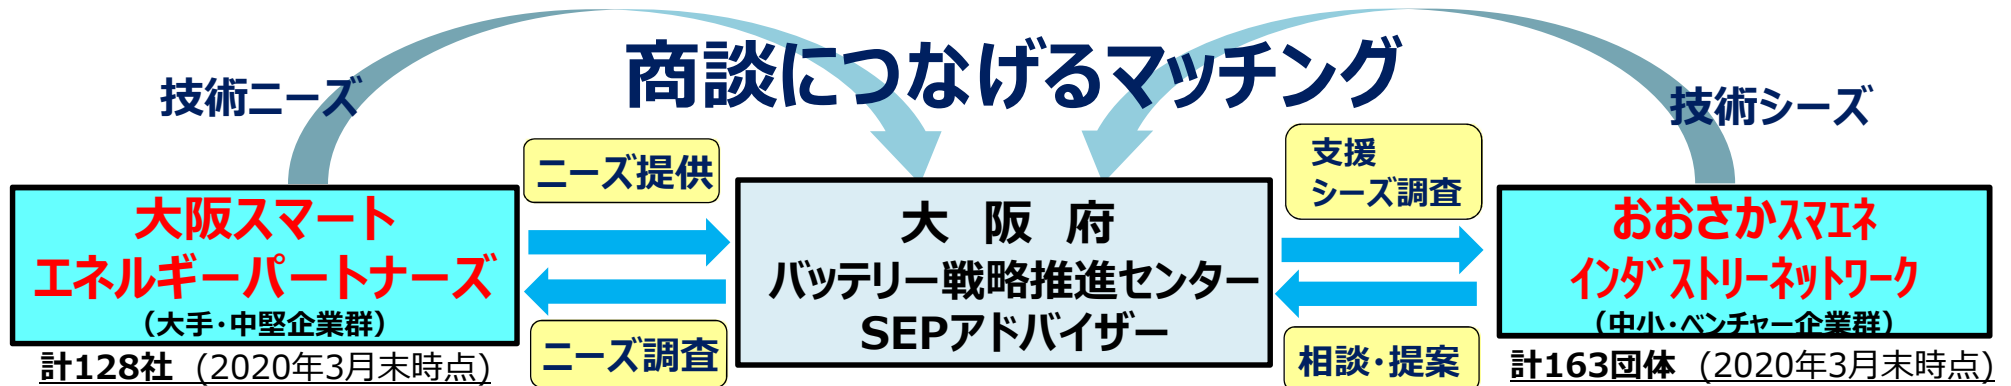 商談につなげるマッチング
技術ニーズ
技術シーズ
ニーズ提供
支援
シーズ調査
大阪スマート
エネルギーパートナーズ
（大手・中堅企業群）
大 阪 府
バッテリー戦略推進センター
SEPアドバイザー
おおさかｽﾏｴﾈ
ｲﾝﾀﾞｽﾄﾘｰﾈｯﾄﾜｰｸ
（中小・ベンチャー企業群）
ニーズ調査
相談・提案
計128社 (2020年3月末時点)
計163団体 (2020年3月末時点)